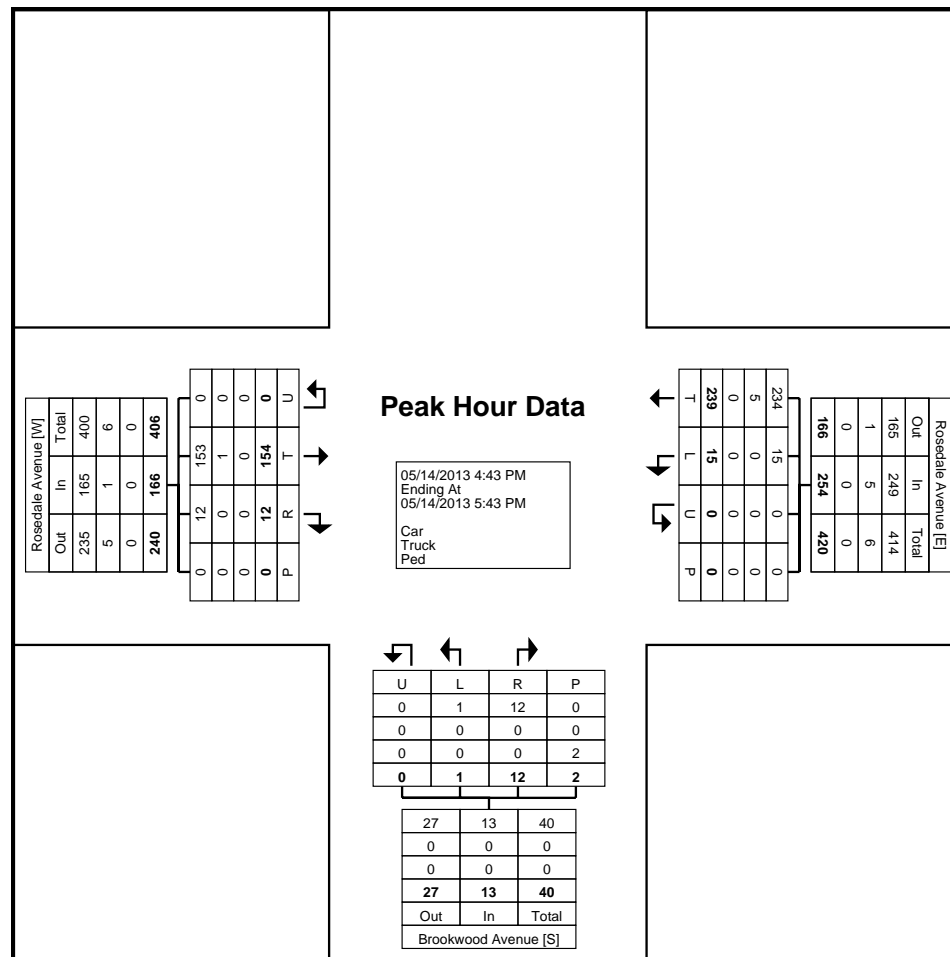 Peak Hour Data
05/14/2013 4:43 PM
Ending At
05/14/2013 5:43 PM
Car
Truck
Ped
Rosedale Avenue [W]
Total In Out
400 165 235
6 1 5
0 0 0
406 166 240
0 153 12 0
0 1 0 0
0 0 0 0
0 154 12 0
U T R P
Rosedale Avenue [E]
Out In Total
165 249 414
1 5 6
0 0 0
166 254 420
234 15 0 0
5 0 0 0
0 0 0 0
239 15 0 0
T L U P
U L R P
0 1 12 0
0 0 0 0
0 0 0 2
0 1 12 2
27 13 40
0 0 0
0 0 0
27 13 40
Out In Total
Brookwood Avenue [S]